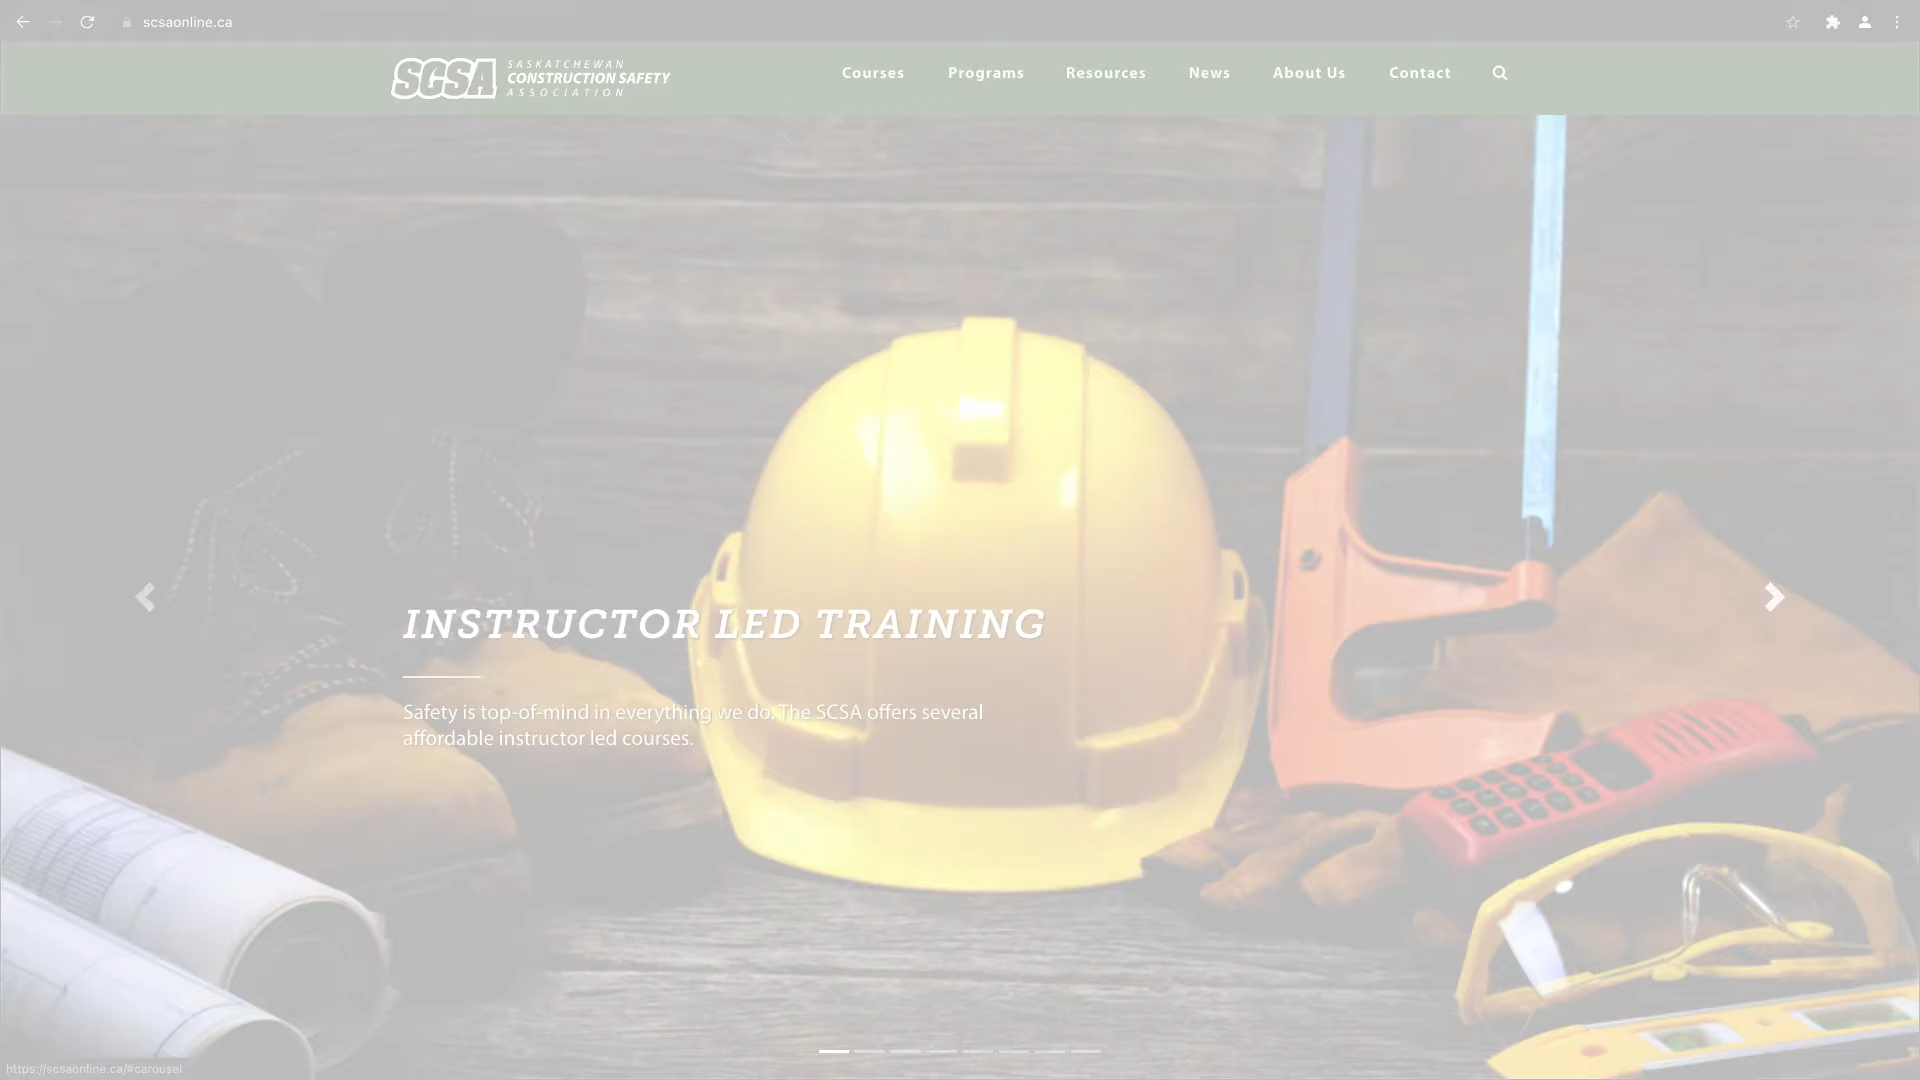 scsaonline.ca
SCSA
SASKATCHEWAN
CONSTRUCTION SAFETY
ASSOCIATION
Courses
Programs
Resources
News
About Us
Contact
INSTRUCTOR LED TRAINING
Safety is top-of-mind in everything we do. The SCSA offers several
affordable instructor led courses.
https://scsaonline.ca/#carousel